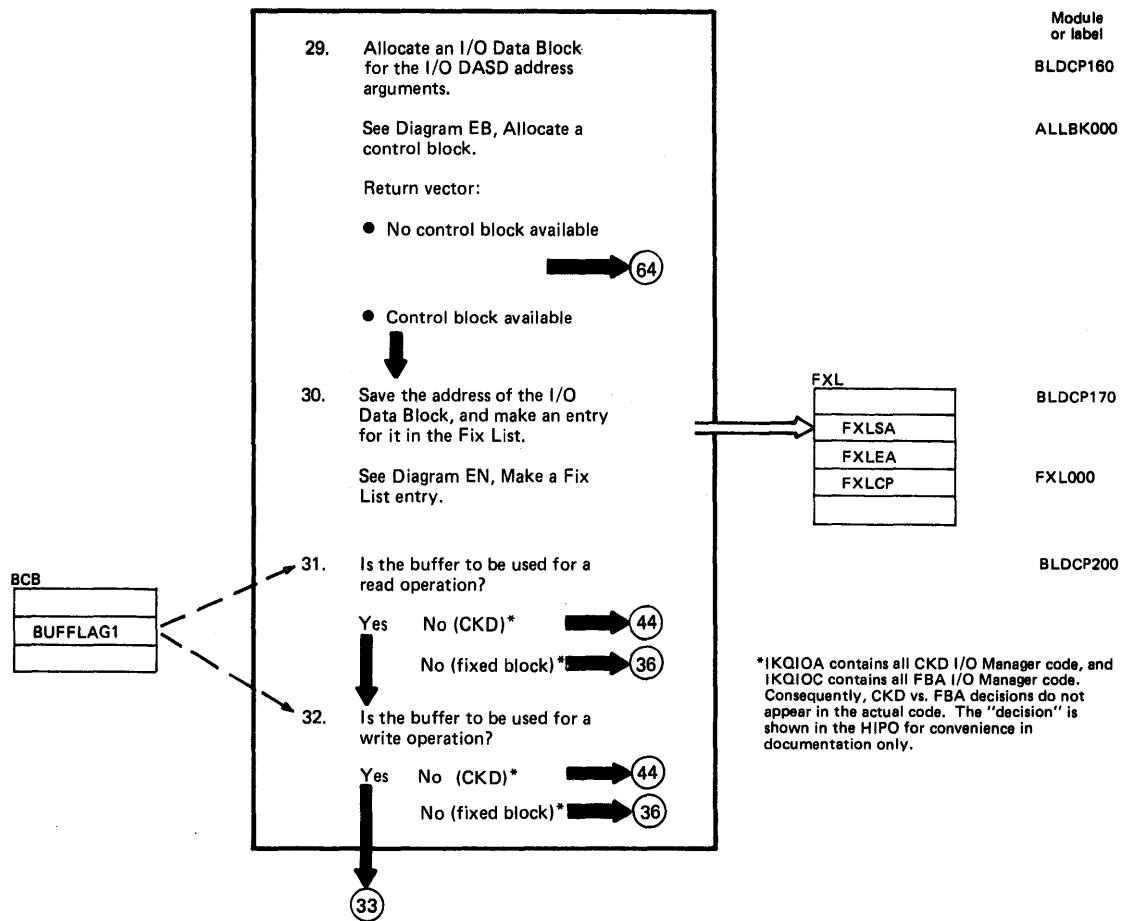 Module
or label
29. Allocate an I/O Data Block
for the I/O DASD address
arguments.
BLDCP160
See Diagram EB, Allocate a
control block.
ALLBK000
Return vector:
• No control block available
64
• Control block available
30. Save the address of the I/O
Data Block, and make an entry
for it in the Fix List.
See Diagram EN, Make a Fix
List entry.
FXL
FXLSA
FXLEA
FXLCP
BLDCP170
FXL000
31. Is the buffer to be used for a
read operation?
BLDCP200
Yes No (CKD)* 44
No (fixed block)* 36
BCB
BUFFLAG1
32. Is the buffer to be used for a
write operation?
Yes No (CKD)* 44
No (fixed block)* 36
33
*IKQIOA contains all CKD I/O Manager code, and
IKQIOC contains all FBA I/O Manager code.
Consequently, CKD vs. FBA decisions do not
appear in the actual code. The "decision" is
shown in the HIPO for convenience in
documentation only.